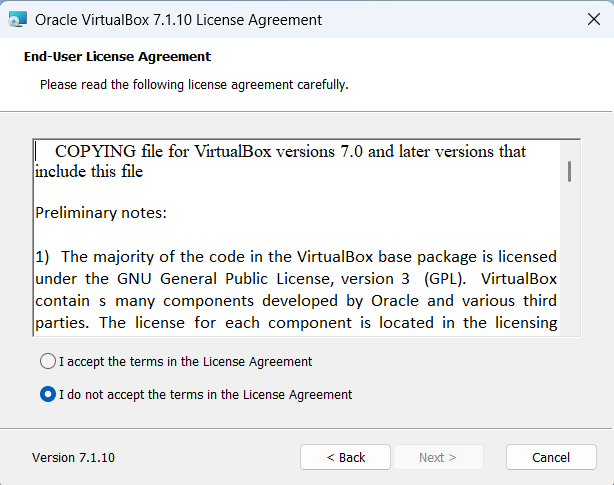 Oracle VirtualBox 7.1.10 License Agreement
End-User License Agreement
Please read the following license agreement carefully.
COPYING file for VirtualBox versions 7.0 and later versions that
include this file
Preliminary notes:
1) The majority of the code in the VirtualBox base package is licensed
under the GNU General Public License, version 3 (GPL). VirtualBox
contain s many components developed by Oracle and various third
parties. The license for each component is located in the licensing
I accept the terms in the License Agreement
I do not accept the terms in the License Agreement
Version 7.1.10 < Back Next > Cancel